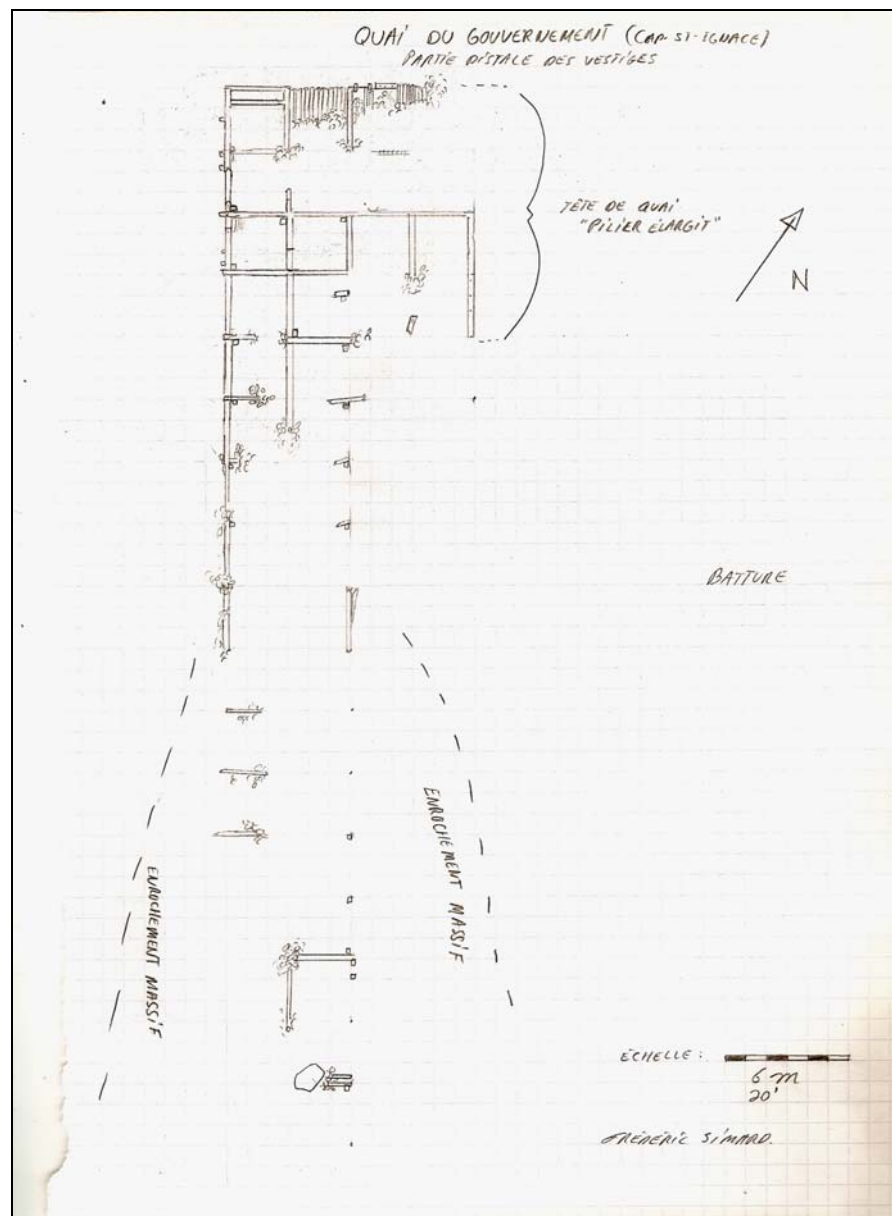 QUAI DU GOUVERNEMENT (CAP-ST-IGNACE)
PARTIE DISTALE DES VESTIGES
TÊTE DE QUAI
"PILIER ÉLARGIT"
N
BATTURE
ENROCHEMENT MASSIF
ENROCHEMENT MASSIF
ÉCHELLE :
6 m
20'
FRÉDÉRIC SIMARD.